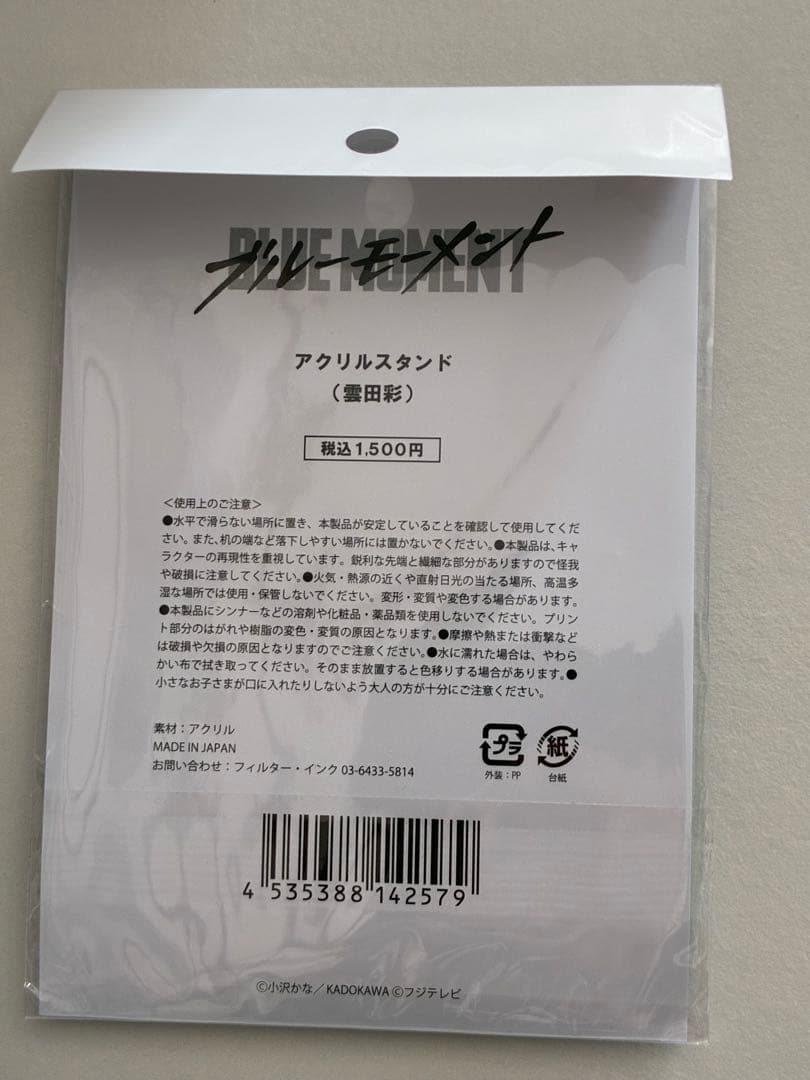 BLUE MOMENT
ブルーモーメント
アクリルスタンド
（雲田彩）
税込1,500円
＜使用上のご注意＞
●水平で滑らない場所に置き、本製品が安定していることを確認して使用してくだ
さい。また、机の端など落下しやすい場所には置かないでください。●本製品は、キャ
ラクターの再現性を重視しています。鋭利な先端と繊細な部分がありますので怪我
や破損に注意してください。●火気・熱源の近くや直射日光の当たる場所、高温多
湿な場所では使用・保管しないでください。変形・変質や変色する場合があります。
●本製品にシンナーなどの溶剤や化粧品・薬品類を使用しないでください。プリン
ト部分のはがれや樹脂の変色・変質の原因となります。●摩擦や熱または衝撃など
は破損や欠損の原因となりますのでご注意ください。●水に濡れた場合は、やわら
かい布で拭き取ってください。そのまま放置すると色移りする場合があります。●
小さなお子さまが口に入れたりしないよう大人の方が十分にご注意ください。
素材：アクリル
MADE IN JAPAN
お問い合わせ：フィルター・インク 03-6433-5814
プラ
紙
外装：PP
台紙
4 535388 142579
©小沢かな／KADOKAWA ©フジテレビ